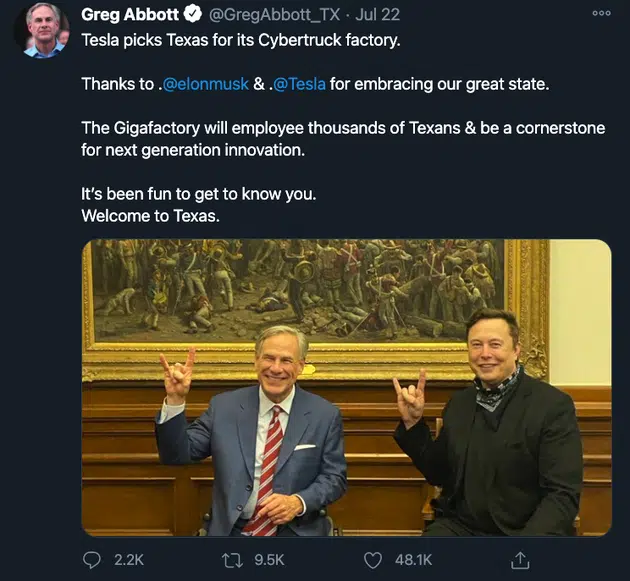 Greg Abbott @GregAbbott_TX · Jul 22
Tesla picks Texas for its Cybertruck factory.
Thanks to .@elonmusk & .@Tesla for embracing our great state.
The Gigafactory will employee thousands of Texans & be a cornerstone
for next generation innovation.
It's been fun to get to know you.
Welcome to Texas.
2.2K 9.5K 48.1K